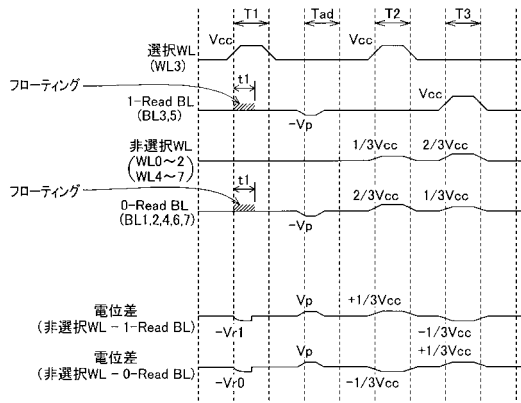 T1 Tad T2 T3
Vcc Vcc
選択WL
(WL3)
フローティング t1
Vcc
1-Read BL
(BL3,5)
-Vp
非選択WL
(WL0~2
WL4~7)
1/3Vcc 2/3Vcc
フローティング t1
0-Read BL
(BL1,2,4,6,7)
2/3Vcc 1/3Vcc
-Vp
電位差
(非選択WL - 1-Read BL)
Vp +1/3Vcc
-Vr1 -1/3Vcc
電位差
(非選択WL - 0-Read BL)
Vp +1/3Vcc
-Vr0 -1/3Vcc